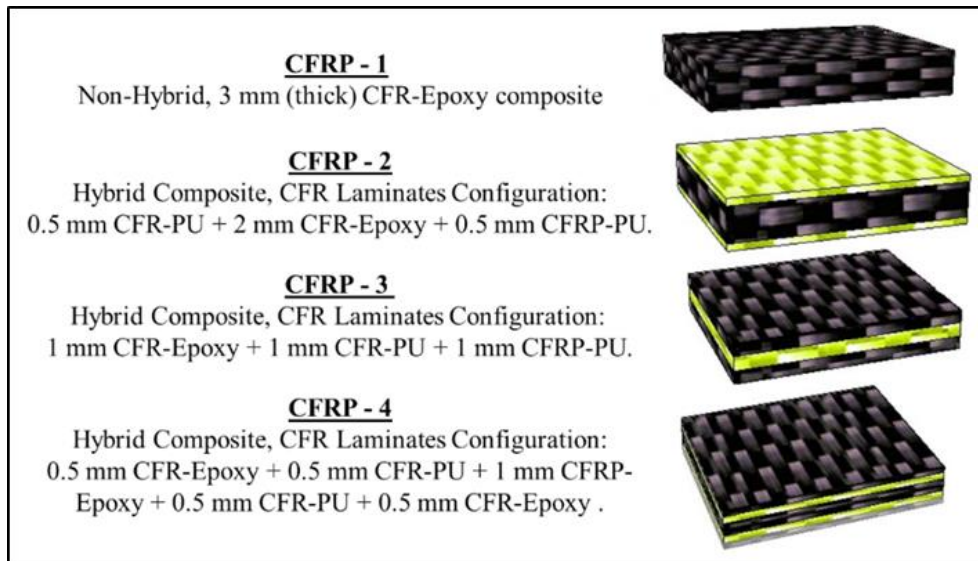 CFRP - 1
Non-Hybrid, 3 mm (thick) CFR-Epoxy composite
CFRP - 2
Hybrid Composite, CFR Laminates Configuration:
0.5 mm CFR-PU + 2 mm CFR-Epoxy + 0.5 mm CFRP-PU.
CFRP - 3
Hybrid Composite, CFR Laminates Configuration:
1 mm CFR-Epoxy + 1 mm CFR-PU + 1 mm CFRP-PU.
CFRP - 4
Hybrid Composite, CFR Laminates Configuration:
0.5 mm CFR-Epoxy + 0.5 mm CFR-PU + 1 mm CFRP-
Epoxy + 0.5 mm CFR-PU + 0.5 mm CFR-Epoxy .